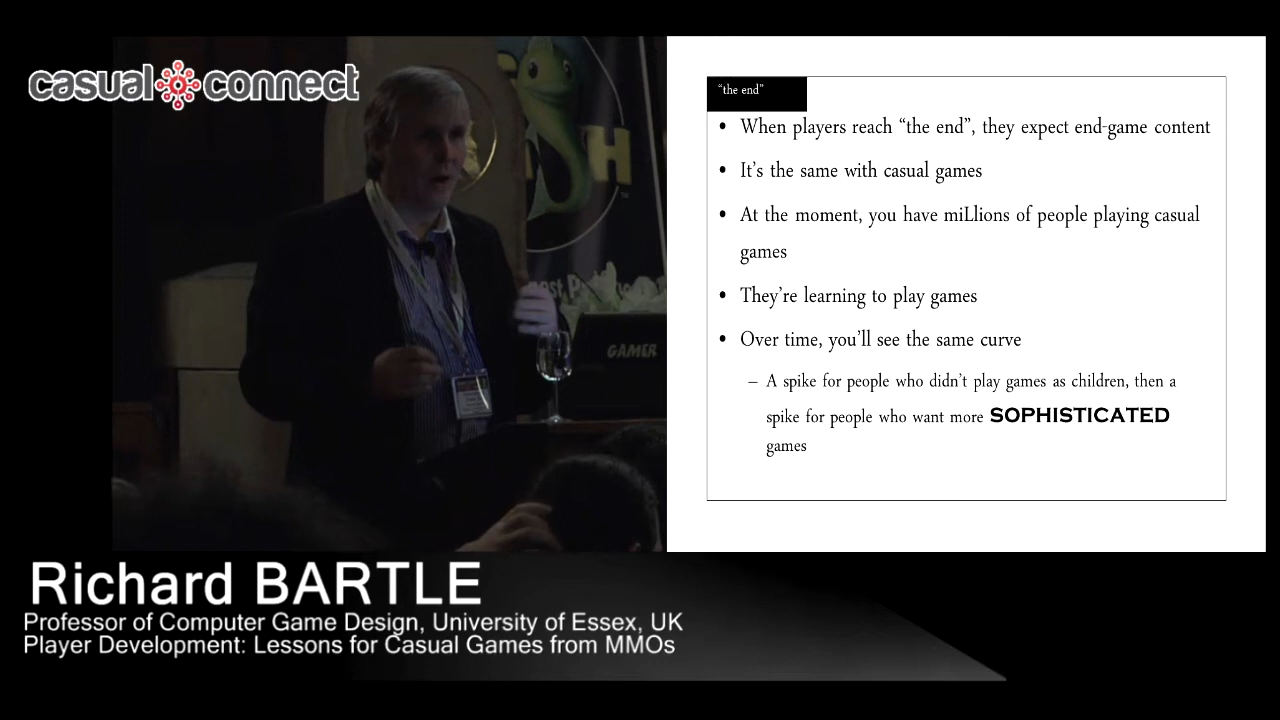 casual connect
GAMER
"the end"
• When players reach "the end", they expect end-game content
• It's the same with casual games
• At the moment, you have miLlions of people playing casual
games
• They're learning to play games
• Over time, you'll see the same curve
– A spike for people who didn't play games as children, then a
spike for people who want more SOPHISTICATED
games
Richard BARTLE
Professor of Computer Game Design, University of Essex, UK
Player Development: Lessons for Casual Games from MMOs